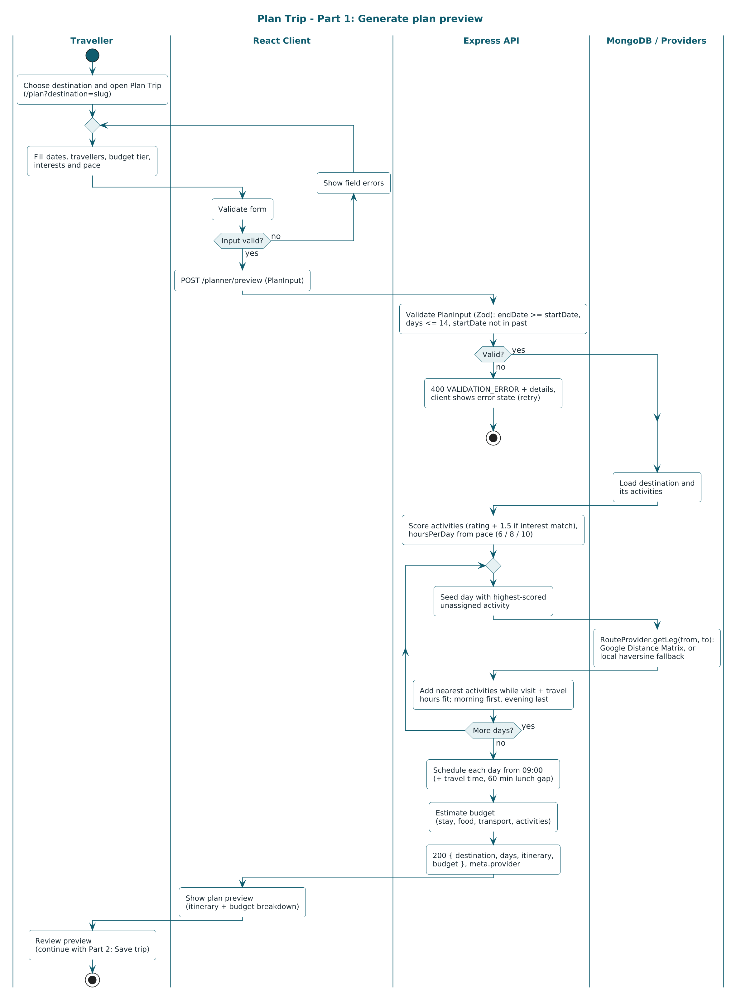 Plan Trip - Part 1: Generate plan preview
Traveller
React Client
Express API
MongoDB / Providers
Choose destination and open Plan Trip
(/plan?destination=slug)
Fill dates, travellers, budget tier,
interests and pace
Show field errors
Validate form
Input valid?
no
yes
POST /planner/preview (PlanInput)
Validate PlanInput (Zod): endDate >= startDate,
days <= 14, startDate not in past
Valid?
yes
no
400 VALIDATION_ERROR + details,
client shows error state (retry)
Load destination and
its activities
Score activities (rating + 1.5 if interest match),
hoursPerDay from pace (6 / 8 / 10)
Seed day with highest-scored
unassigned activity
RouteProvider.getLeg(from, to):
Google Distance Matrix, or
local haversine fallback
Add nearest activities while visit + travel
hours fit; morning first, evening last
More days?
yes
no
Schedule each day from 09:00
(+ travel time, 60-min lunch gap)
Estimate budget
(stay, food, transport, activities)
200 { destination, days, itinerary,
budget }, meta.provider
Show plan preview
(itinerary + budget breakdown)
Review preview
(continue with Part 2: Save trip)